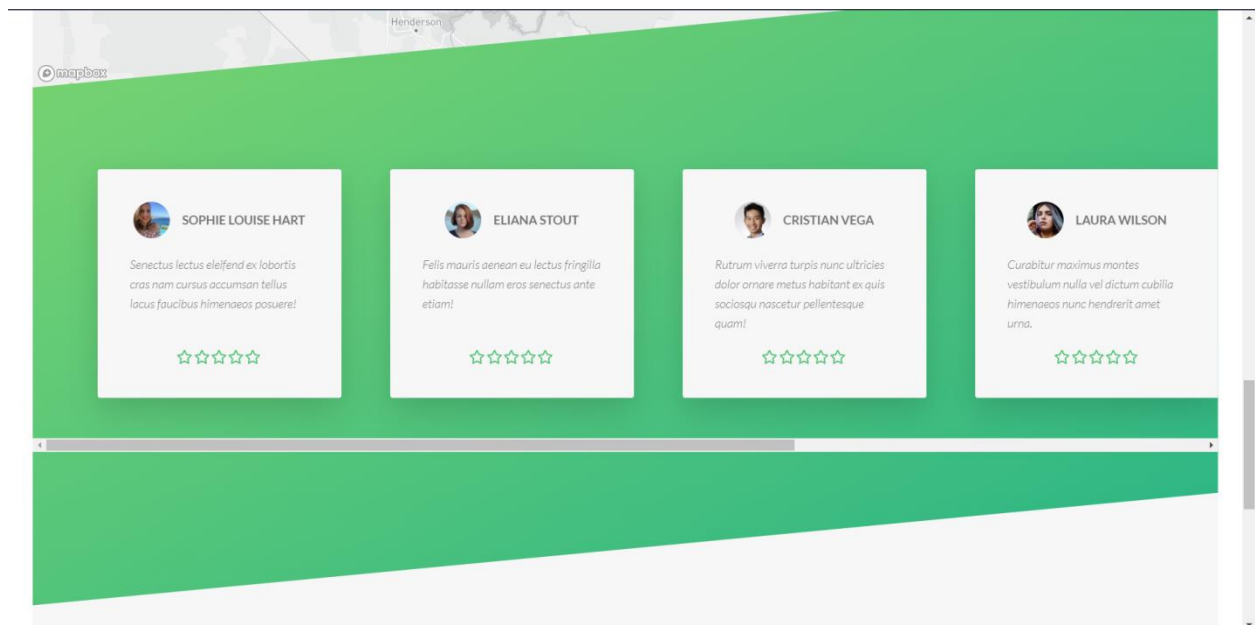 Henderson
mapbox
SOPHIE LOUISE HART
Senectus lectus eleifend ex lobortis
cras nam cursus accumsan tellus
lacus faucibus himenaeos posuere!
ELIANA STOUT
Felis mauris aenean eu lectus fringilla
habitasse nullam eros senectus ante
etiam!
CRISTIAN VEGA
Rutrum viverra turpis nunc ultricies
dolor ornare metus habitant ex quis
sociosqu nascetur pellentesque
quam!
LAURA WILSON
Curabitur maximus montes
vestibulum nulla vel dictum cubilia
himenaeos nunc hendrerit amet
urna.